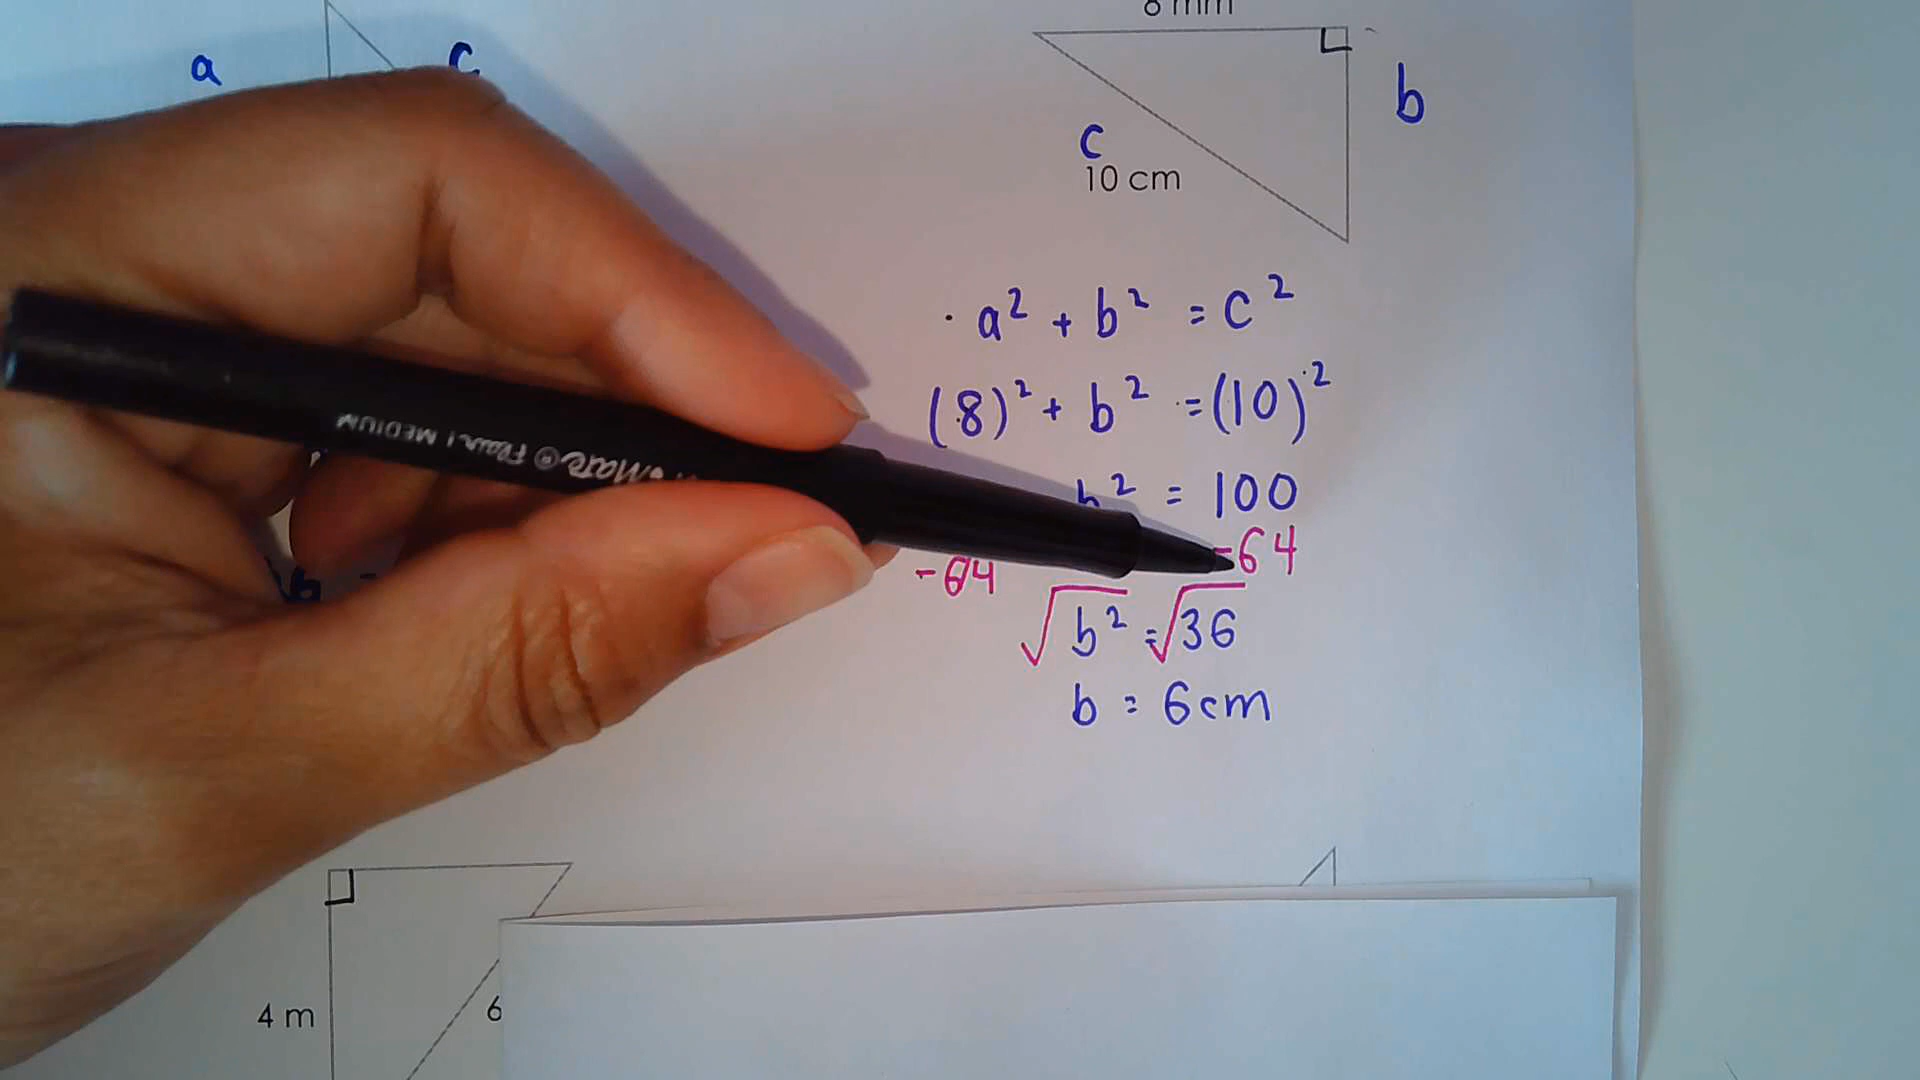 8 mm
a
c
b
c
10 cm
a² + b² = c²
(8)² + b² = (10)²
b² = 100
-64 -64
√b² = √36
b = 6cm
b
Mate ® Flair! MEDIUM
4 m
6